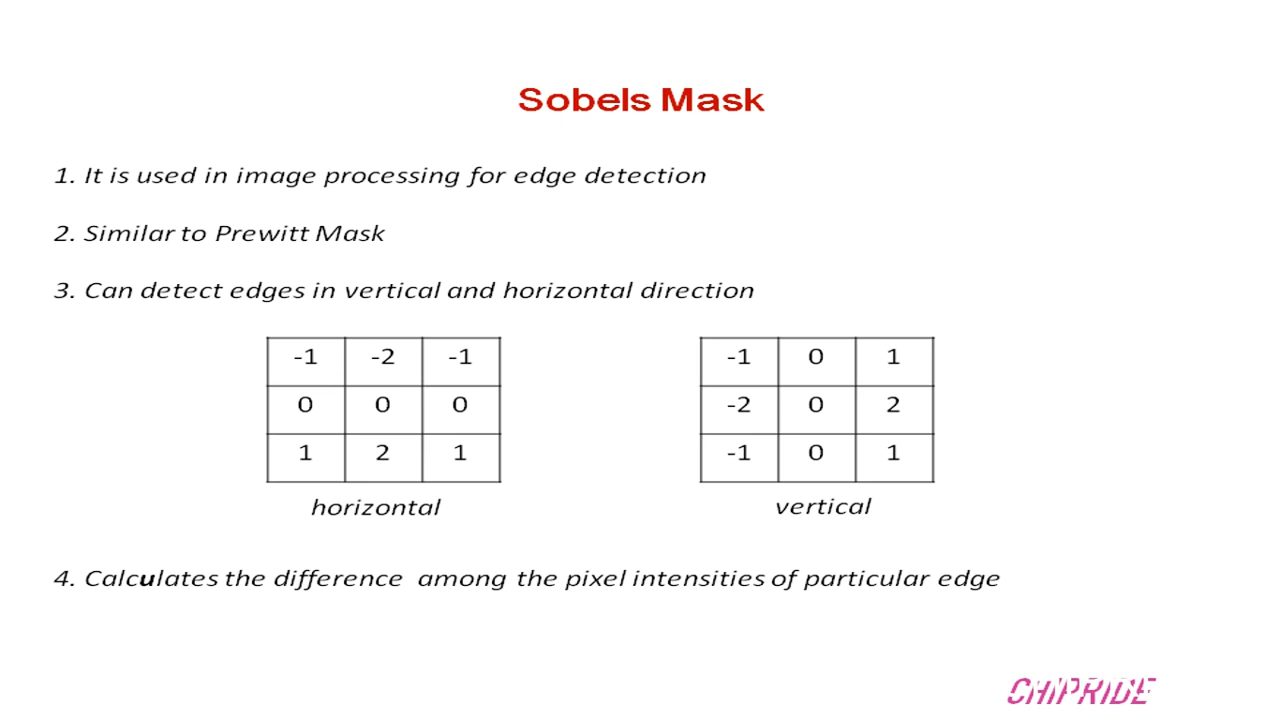 Sobels Mask
1. It is used in image processing for edge detection
2. Similar to Prewitt Mask
3. Can detect edges in vertical and horizontal direction
-1 -2 -1 -1 0 1
0 0 0 -2 0 2
1 2 1 -1 0 1
horizontal vertical
4. Calculates the difference among the pixel intensities of particular edge
CHIPRIDE